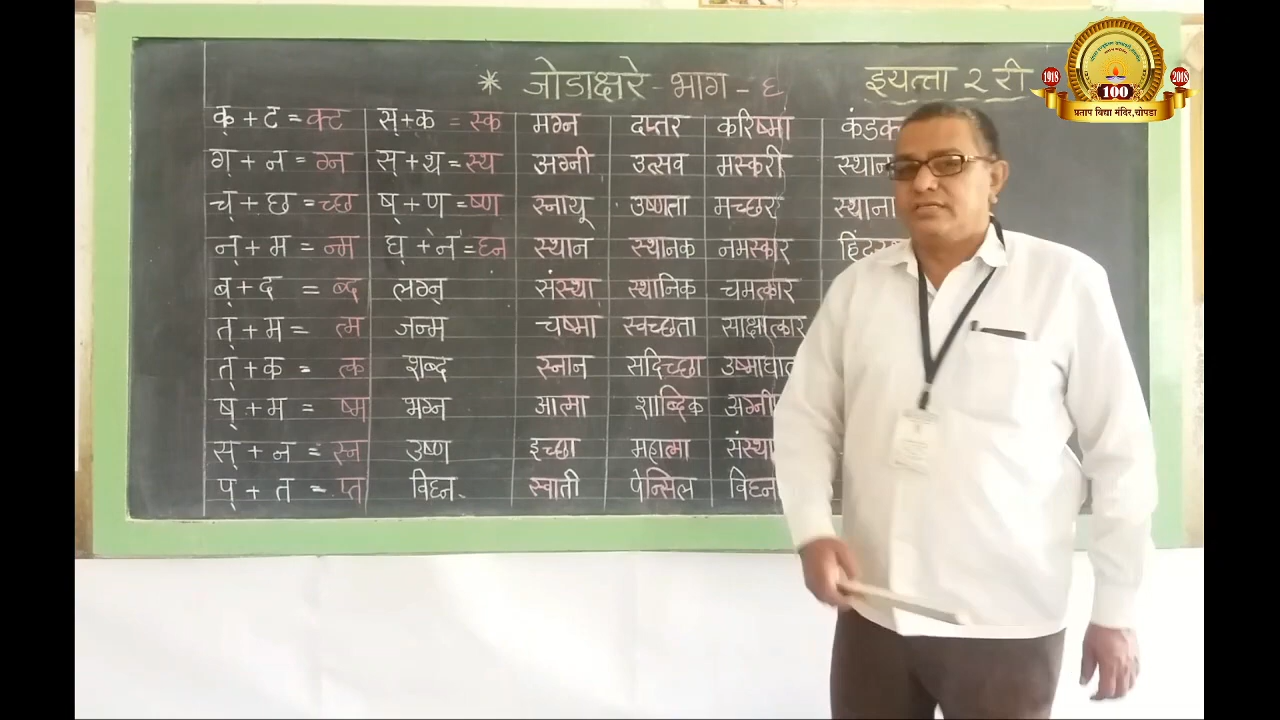 * जोडाक्षरे - भाग - ६ इयत्ता २ री
क् + ट = क्ट स् + क = स्क मग्न दप्तर करिष्मा
ग् + न = ग्न स् + थ = स्थ अग्नी उत्सव मस्करी
च् + छ = च्छ ष् + ण = ष्ण स्नायू उष्णता मच्छर
न् + म = न्म घ् + न = घ्न स्थान स्थानक नमस्कार
ब् + द = ब्द लग्न् संस्था स्थानिक चमत्कार
त् + म = त्म जन्म चष्मा स्वच्छता साक्षात्कार
त् + क = त्क शब्द स्नान सदिच्छा
ष् + म = ष्म भग्न आत्मा शाब्दिक
स् + न = स्न उष्ण इच्छा महात्मा
प् + त = प्त विघ्न स्वाती पेन्सिल
1918 100 2018
प्रताप विद्या मंदिर, चोपडा